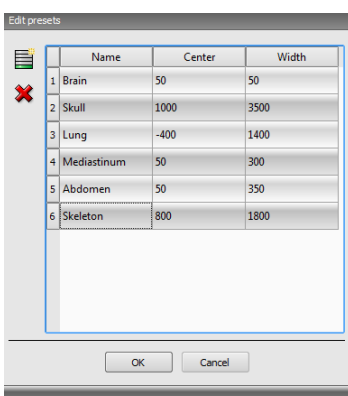 Edit presets
Name Center Width
1 Brain 50 50
2 Skull 1000 3500
3 Lung -400 1400
4 Mediastinum 50 300
5 Abdomen 50 350
6 Skeleton 800 1800
OK Cancel